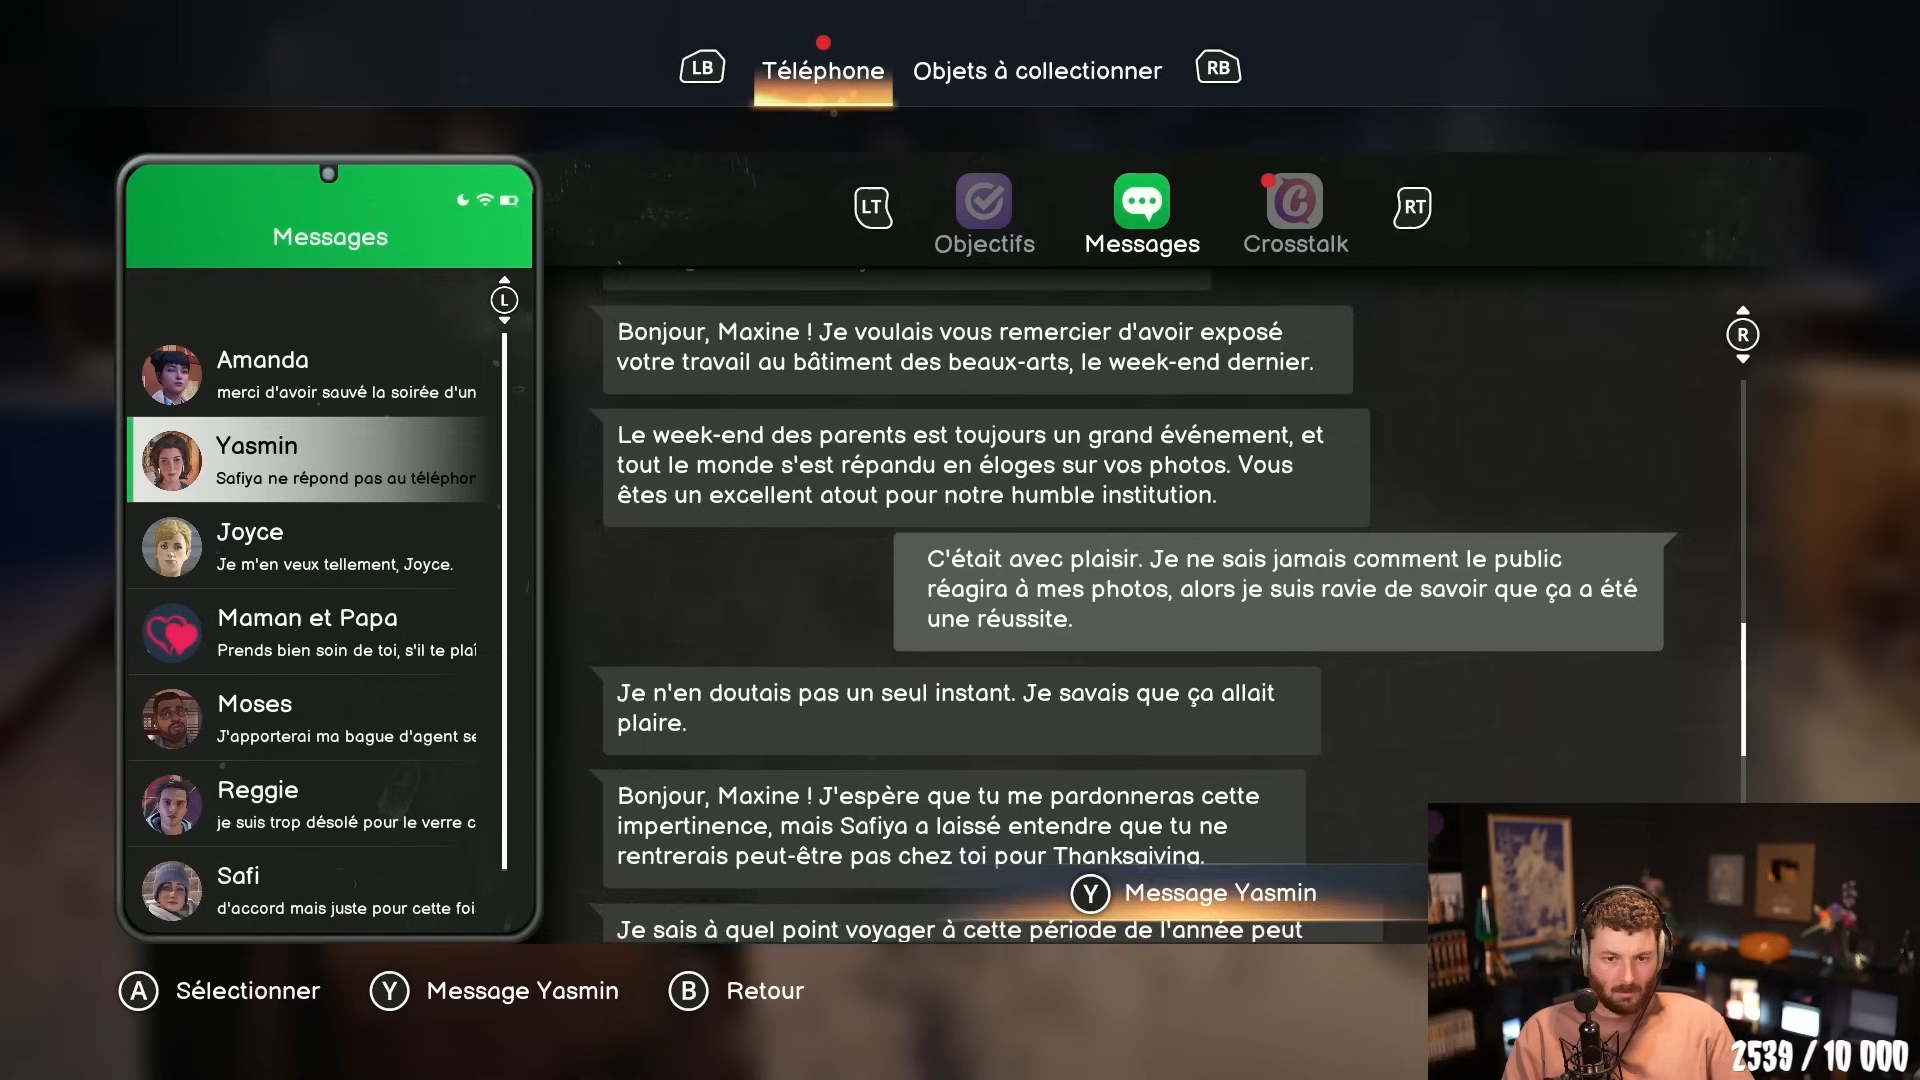 LB
Téléphone
Objets à collectionner
RB
Messages
L
Amanda
merci d'avoir sauvé la soirée d'un
Yasmin
Safiya ne répond pas au téléphon
Joyce
Je m'en veux tellement, Joyce.
Maman et Papa
Prends bien soin de toi, s'il te plaî
Moses
J'apporterai ma bague d'agent se
Reggie
je suis trop désolé pour le verre c
Safi
d'accord mais juste pour cette foi
LT
Objectifs
Messages
Crosstalk
RT
R
Bonjour, Maxine ! Je voulais vous remercier d'avoir exposé
votre travail au bâtiment des beaux-arts, le week-end dernier.
Le week-end des parents est toujours un grand événement, et
tout le monde s'est répandu en éloges sur vos photos. Vous
êtes un excellent atout pour notre humble institution.
C'était avec plaisir. Je ne sais jamais comment le public
réagira à mes photos, alors je suis ravie de savoir que ça a été
une réussite.
Je n'en doutais pas un seul instant. Je savais que ça allait
plaire.
Bonjour, Maxine ! J'espère que tu me pardonneras cette
impertinence, mais Safiya a laissé entendre que tu ne
rentrerais peut-être pas chez toi pour Thanksgiving.
Y Message Yasmin
Je sais à quel point voyager à cette période de l'année peut
A Sélectionner
Y Message Yasmin
B Retour
2539 / 10 000